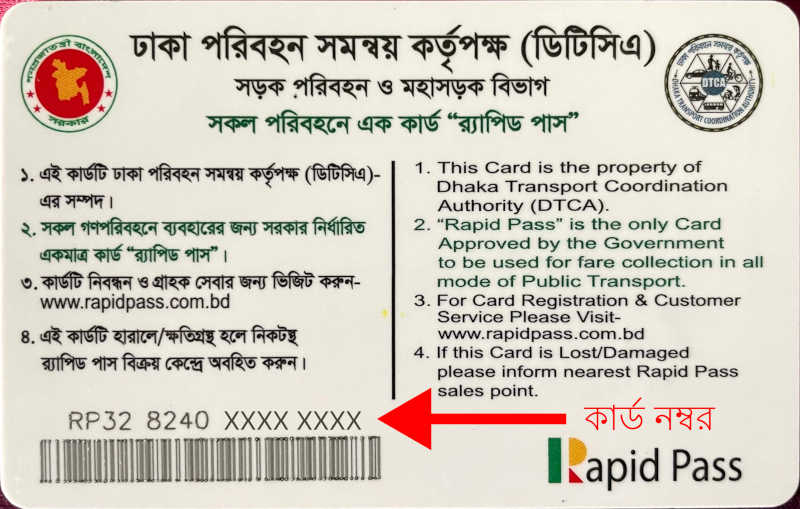 ঢাকা পরিবহন সমন্বয় কর্তৃপক্ষ (ডিটিসিএ)
সড়ক পরিবহন ও মহাসড়ক বিভাগ
সকল পরিবহনে এক কার্ড “র‍্যাপিড পাস”
গণপ্রজাতন্ত্রী বাংলাদেশ
সরকার
ঢাকা পরিবহন সমন্বয় কর্তৃপক্ষ
DTCA
DHAKA TRANSPORT COORDINATION AUTHORITY
১. এই কার্ডটি ঢাকা পরিবহন সমন্বয় কর্তৃপক্ষ (ডিটিসিএ)-
এর সম্পদ।
২. সকল গণপরিবহনে ব্যবহারের জন্য সরকার নির্ধারিত
একমাত্র কার্ড “র‍্যাপিড পাস”।
৩. কার্ডটি নিবন্ধন ও গ্রাহক সেবার জন্য ভিজিট করুন-
www.rapidpass.com.bd
৪. এই কার্ডটি হারালে/ক্ষতিগ্রস্থ হলে নিকটস্থ
র‍্যাপিড পাস বিক্রয় কেন্দ্রে অবহিত করুন।
1. This Card is the property of
Dhaka Transport Coordination
Authority (DTCA).
2. “Rapid Pass” is the only Card
Approved by the Government
to be used for fare collection in all
mode of Public Transport.
3. For Card Registration & Customer
Service Please Visit-
www.rapidpass.com.bd
4. If this Card is Lost/Damaged
please inform nearest Rapid Pass
sales point.
RP32 8240 XXXX XXXX
কার্ড নম্বর
Rapid Pass